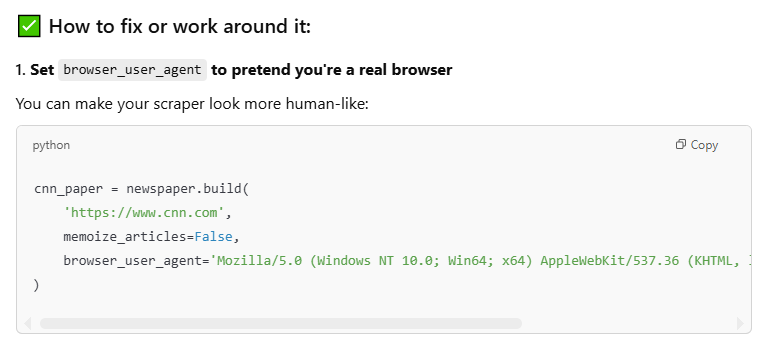 ✅ How to fix or work around it:
1. Set browser_user_agent to pretend you're a real browser
You can make your scraper look more human-like:
python
Copy
cnn_paper = newspaper.build(
    'https://www.cnn.com',
    memoize_articles=False,
    browser_user_agent='Mozilla/5.0 (Windows NT 10.0; Win64; x64) AppleWebKit/537.36 (KHTML,
)